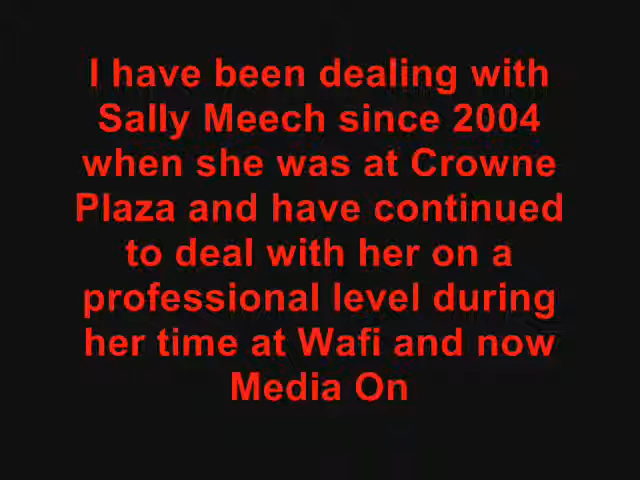 I have been dealing with
Sally Meech since 2004
when she was at Crowne
Plaza and have continued
to deal with her on a
professional level during
her time at Wafi and now
Media On